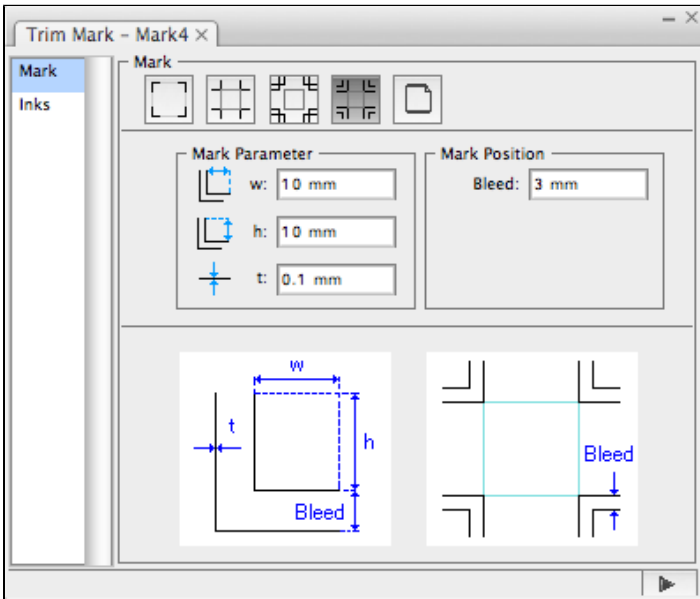 Trim Mark - Mark4
Mark
Inks
Mark
Mark Parameter
w: 10 mm
h: 10 mm
t: 0.1 mm
Mark Position
Bleed: 3 mm
w
t
h
Bleed
Bleed